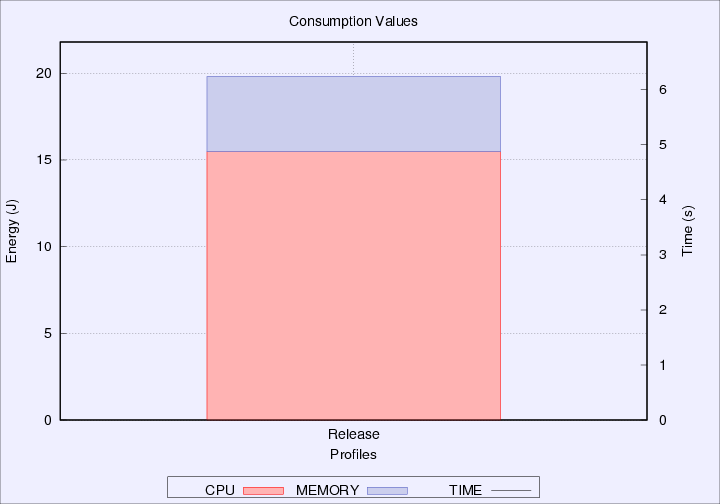 Consumption Values
20
15
10
5
0
Energy (J)
6
5
4
3
2
1
0
Time (s)
Release
Profiles
CPU MEMORY TIME